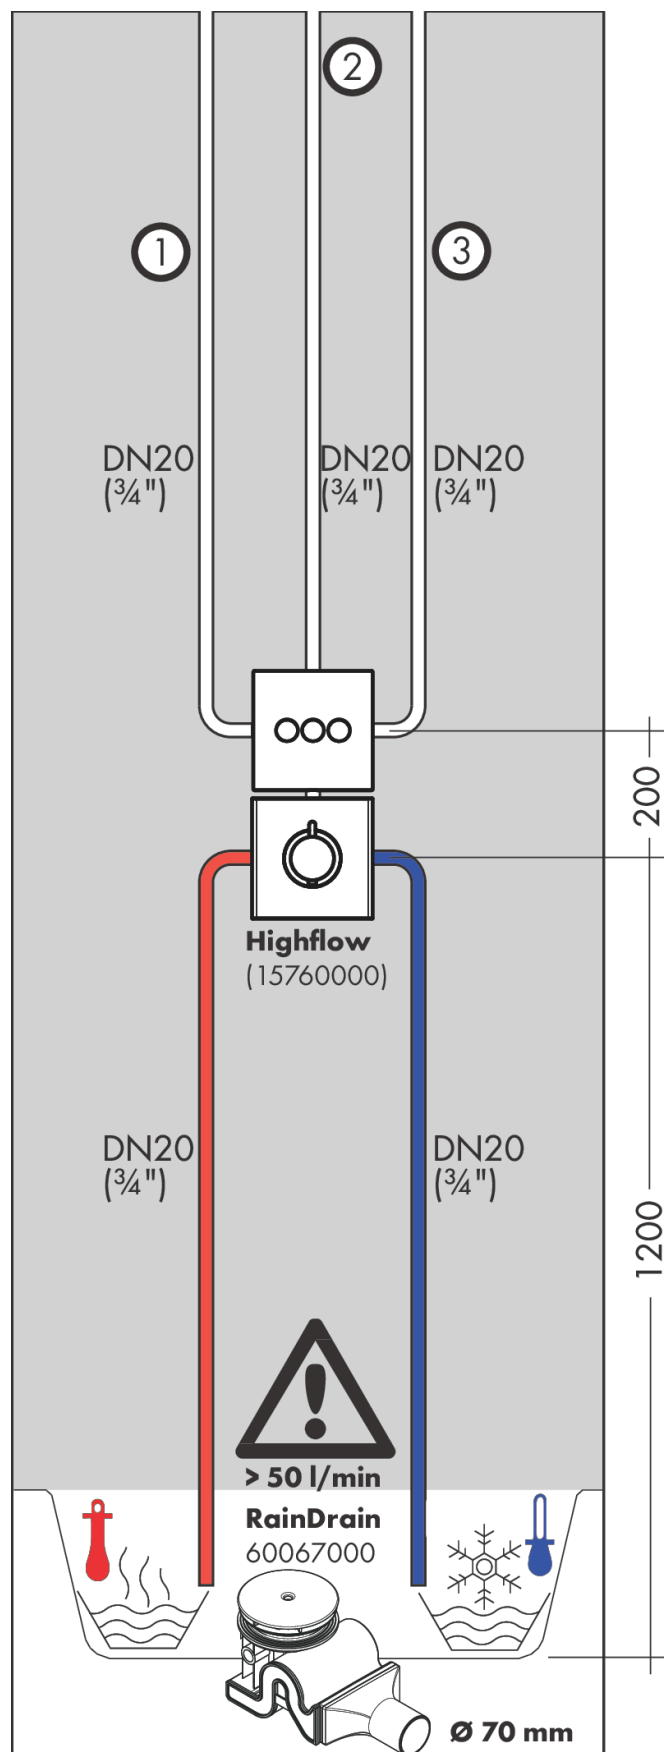 2
1
3
DN20
(¾")
DN20
(¾")
DN20
(¾")
200
Highflow
(15760000)
DN20
(¾")
DN20
(¾")
1200
> 50 l/min
RainDrain
60067000
Ø 70 mm